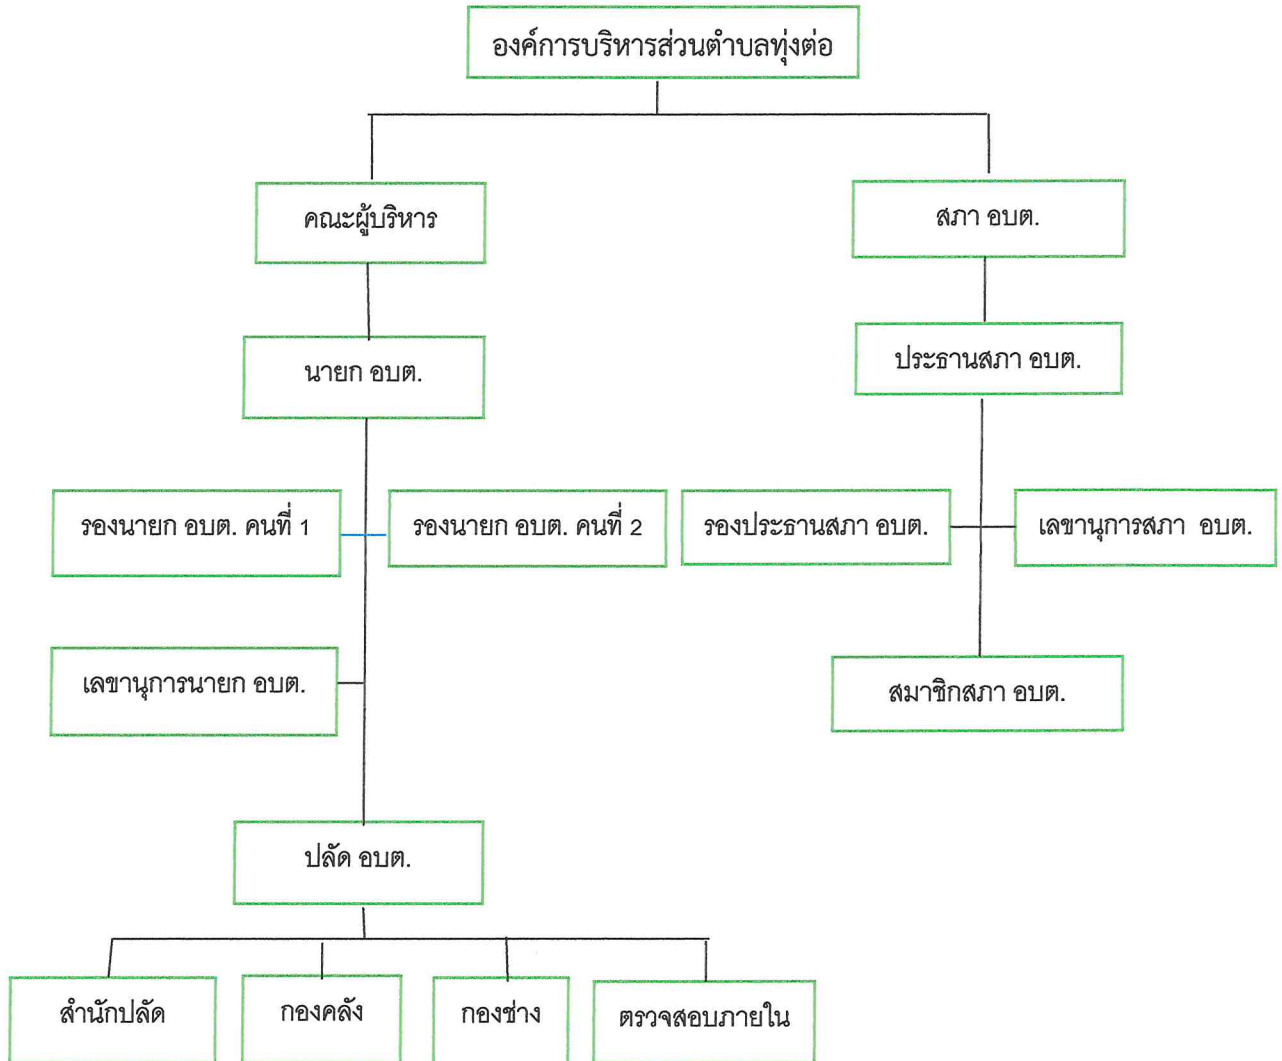 องค์การบริหารส่วนตำบลทุ่งต่อ
คณะผู้บริหาร
สภา อบต.
นายก อบต.
ประธานสภา อบต.
รองนายก อบต. คนที่ 1
รองนายก อบต. คนที่ 2
รองประธานสภา อบต.
เลขานุการสภา อบต.
เลขานุการนายก อบต.
สมาชิกสภา อบต.
ปลัด อบต.
สำนักปลัด
กองคลัง
กองช่าง
ตรวจสอบภายใน